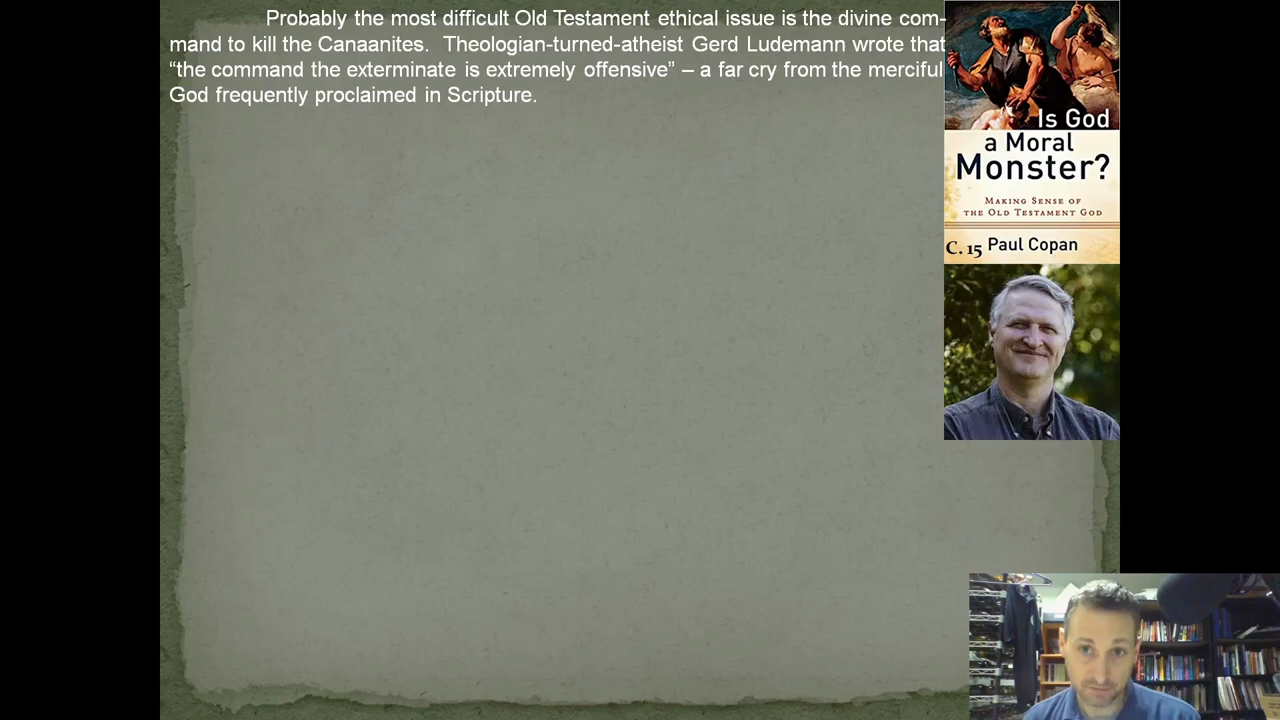 Probably the most difficult Old Testament ethical issue is the divine com-
mand to kill the Canaanites.  Theologian-turned-atheist Gerd Ludemann wrote that
“the command the exterminate is extremely offensive” – a far cry from the merciful
God frequently proclaimed in Scripture.
Is God
a Moral
Monster?
Making Sense of
the Old Testament God
C. 15 Paul Copan